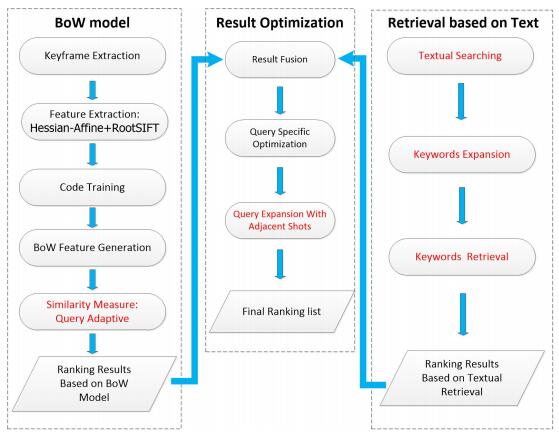 BoW model
Keyframe Extraction
Feature Extraction:
Hessian-Affine+RootSIFT
Code Training
BoW Feature Generation
Similarity Measure:
Query Adaptive
Ranking Results
Based on BoW
Model
Result Optimization
Result Fusion
Query Specific
Optimization
Query Expansion With
Adjacent Shots
Final Ranking list
Retrieval based on Text
Textual Searching
Keywords Expansion
Keywords Retrieval
Ranking Results
Based on Textual
Retrieval